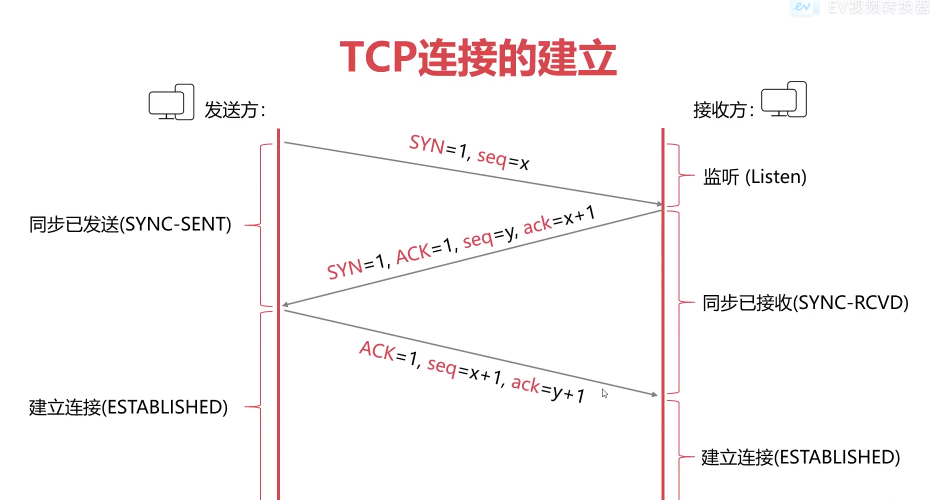 EV视频转换器
TCP连接的建立
发送方：
接收方：
SYN=1, seq=x
监听 (Listen)
同步已发送(SYNC-SENT)
SYN=1, ACK=1, seq=y, ack=x+1
同步已接收(SYNC-RCVD)
ACK=1, seq=x+1, ack=y+1
建立连接(ESTABLISHED)
建立连接(ESTABLISHED)